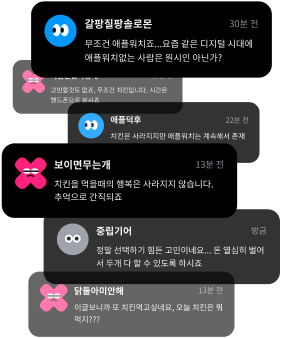 갈팡질팡솔로몬 30분 전
무조건 애플워치죠...요즘 같은 디지털 시대에
애플워치없는 사람은 원시인 아닌가?
고민할것도 없죠, 무조건 치킨입니다. 시간은
핸드폰으로 보시죠
애플덕후 22분 전
치킨은 사라지지만 애플워치는 계속해서 존재
보이면무는개 13분 전
치킨을 먹을때의 행복은 사라지지 않습니다.
추억으로 간직되죠
중립기어 방금
정말 선택하기 힘든 고민이네요... 돈 열심히 벌어
서 두개 다 할 수 있도록 하시죠
닭들아미안해 13분 전
이글보니까 또 치킨먹고싶네요, 오늘 치킨은 뭐
먹지???